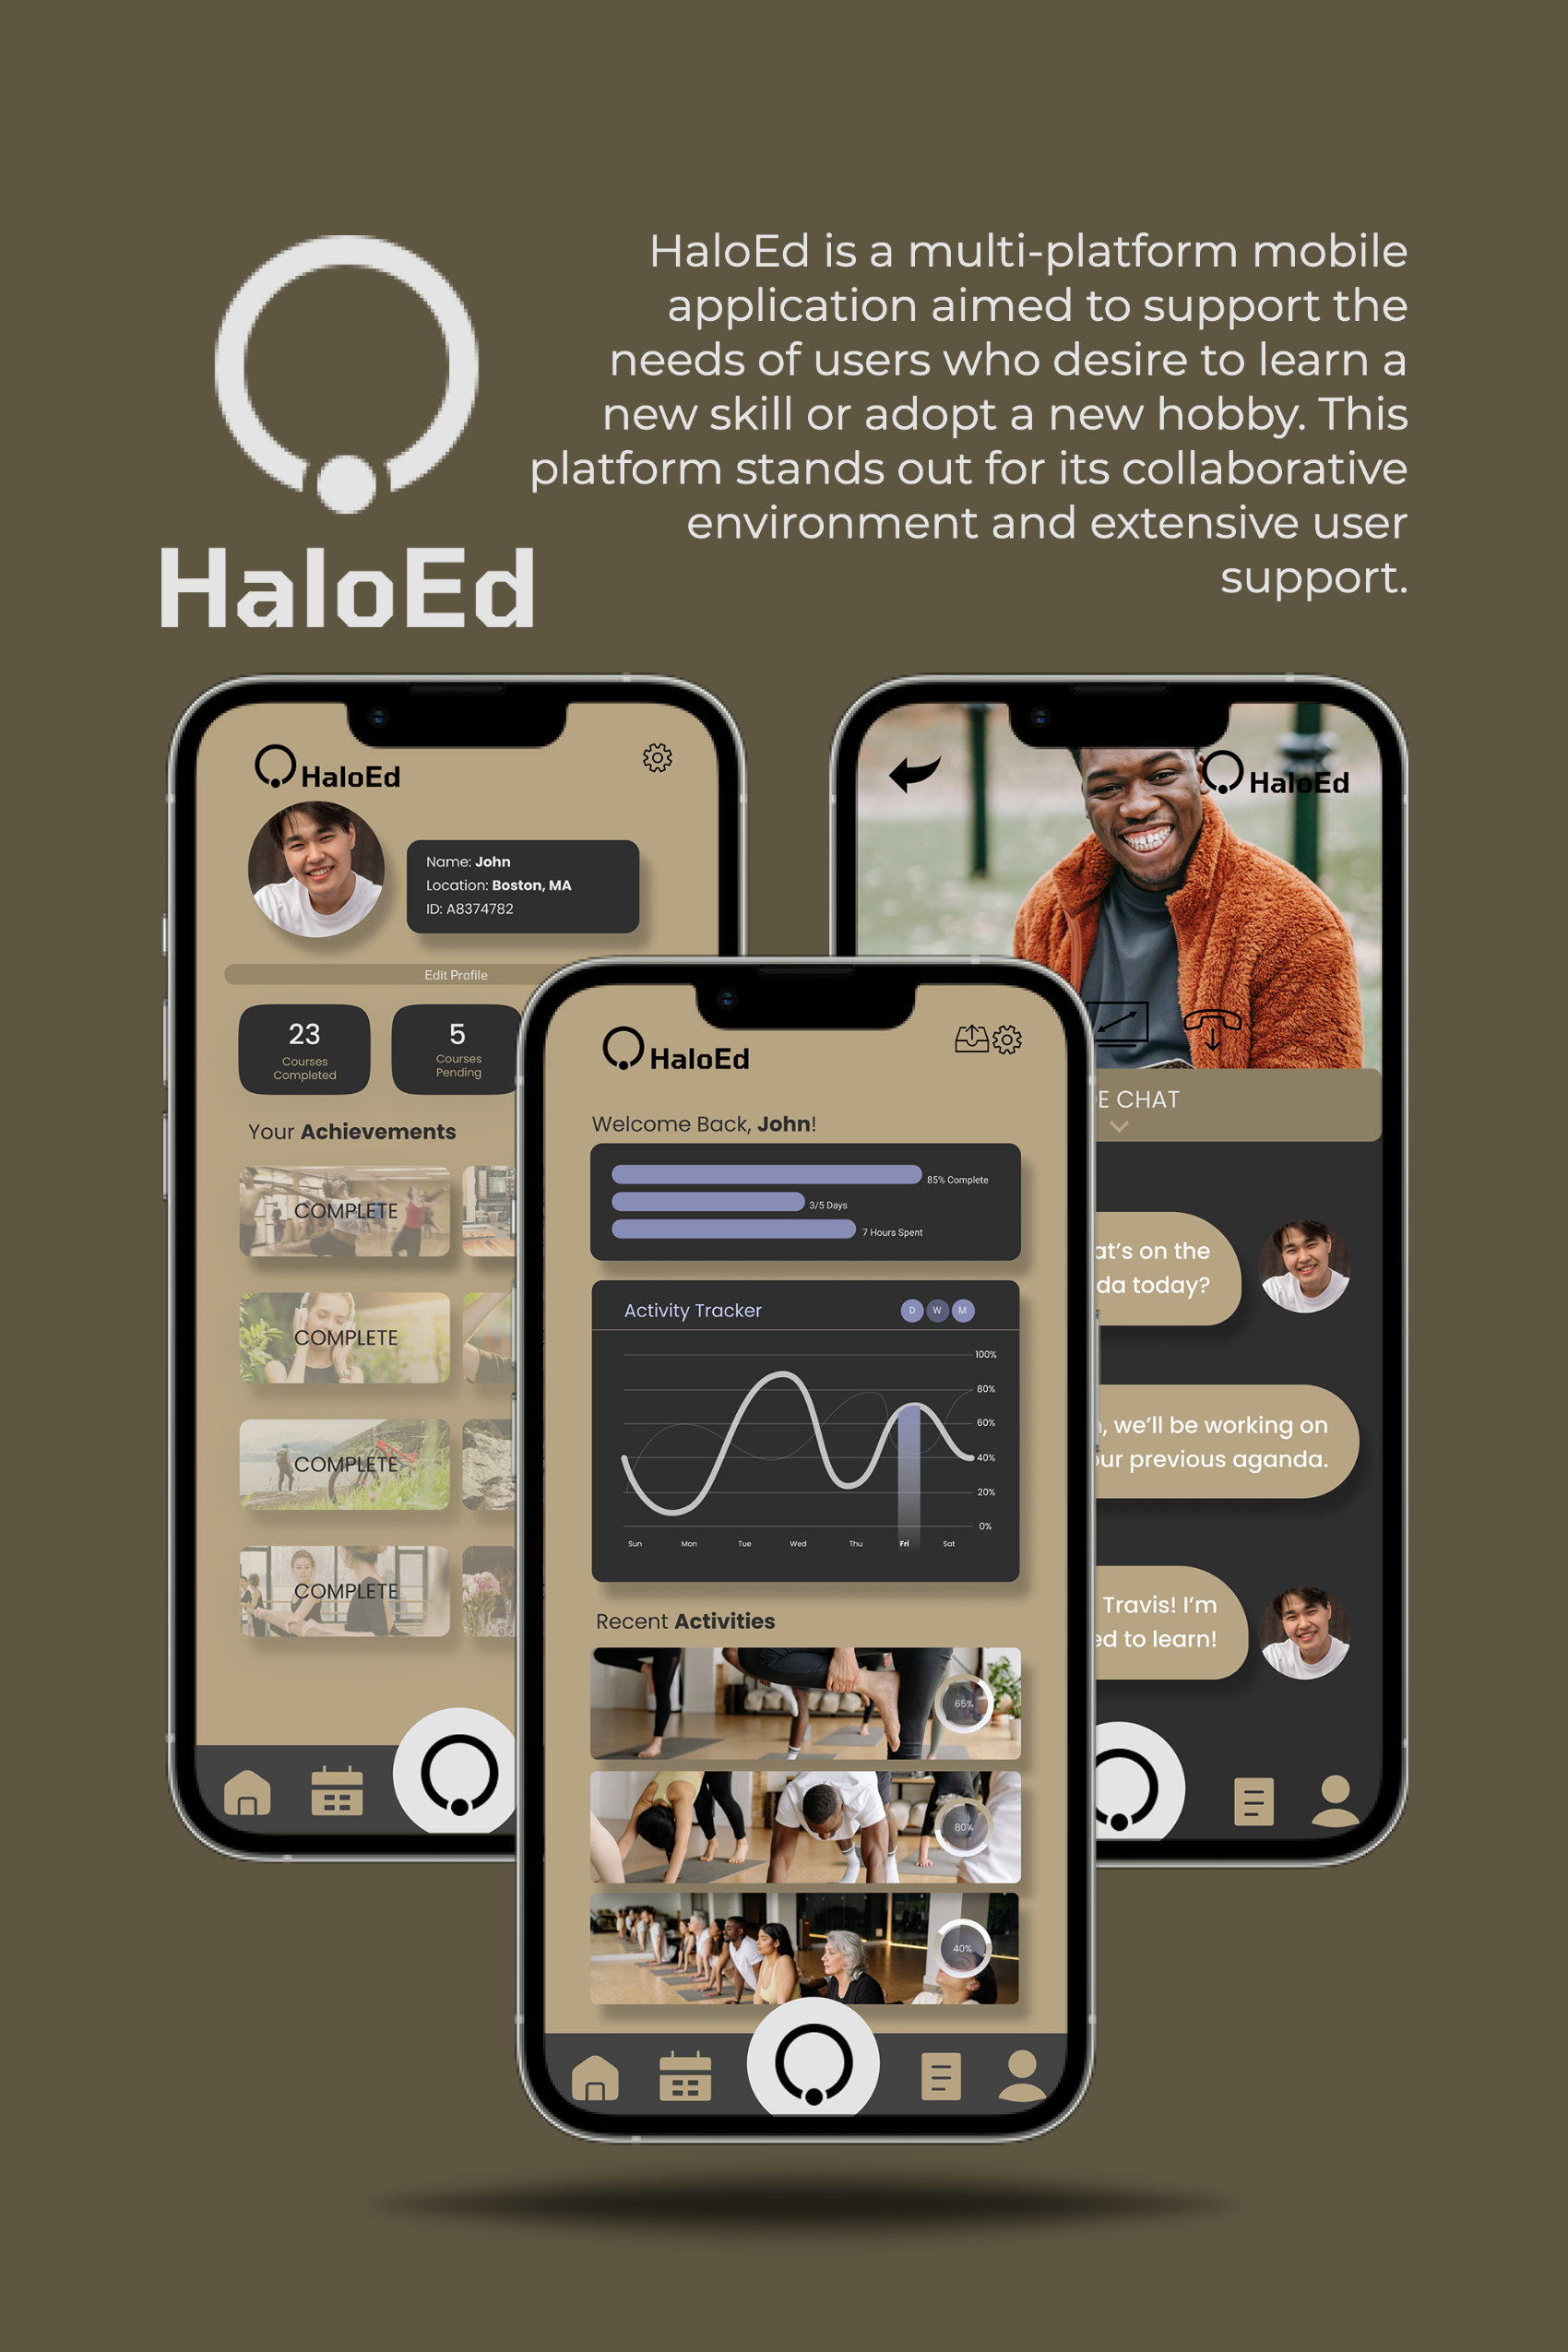 HaloEd is a multi-platform mobile
application aimed to support the
needs of users who desire to learn a
new skill or adopt a new hobby. This
platform stands out for its collaborative
environment and extensive user
support.
HaloEd
HaloEd
Name: John
Location: Boston, MA
ID: A8374782
Edit Profile
23
Courses
Completed
5
Courses
Pending
Your Achievements
COMPLETE
COMPLETE
COMPLETE
COMPLETE
HaloEd
Welcome Back, John!
85% Complete
3/5 Days
7 Hours Spent
Activity Tracker
D W M
100%
80%
60%
40%
20%
0%
Sun Mon Tue Wed Thu Fri Sat
Recent Activities
65%
80%
40%
HaloEd
CHAT
on the
today?
we'll be working on
previous aganda.
Travis! I'm
to learn!